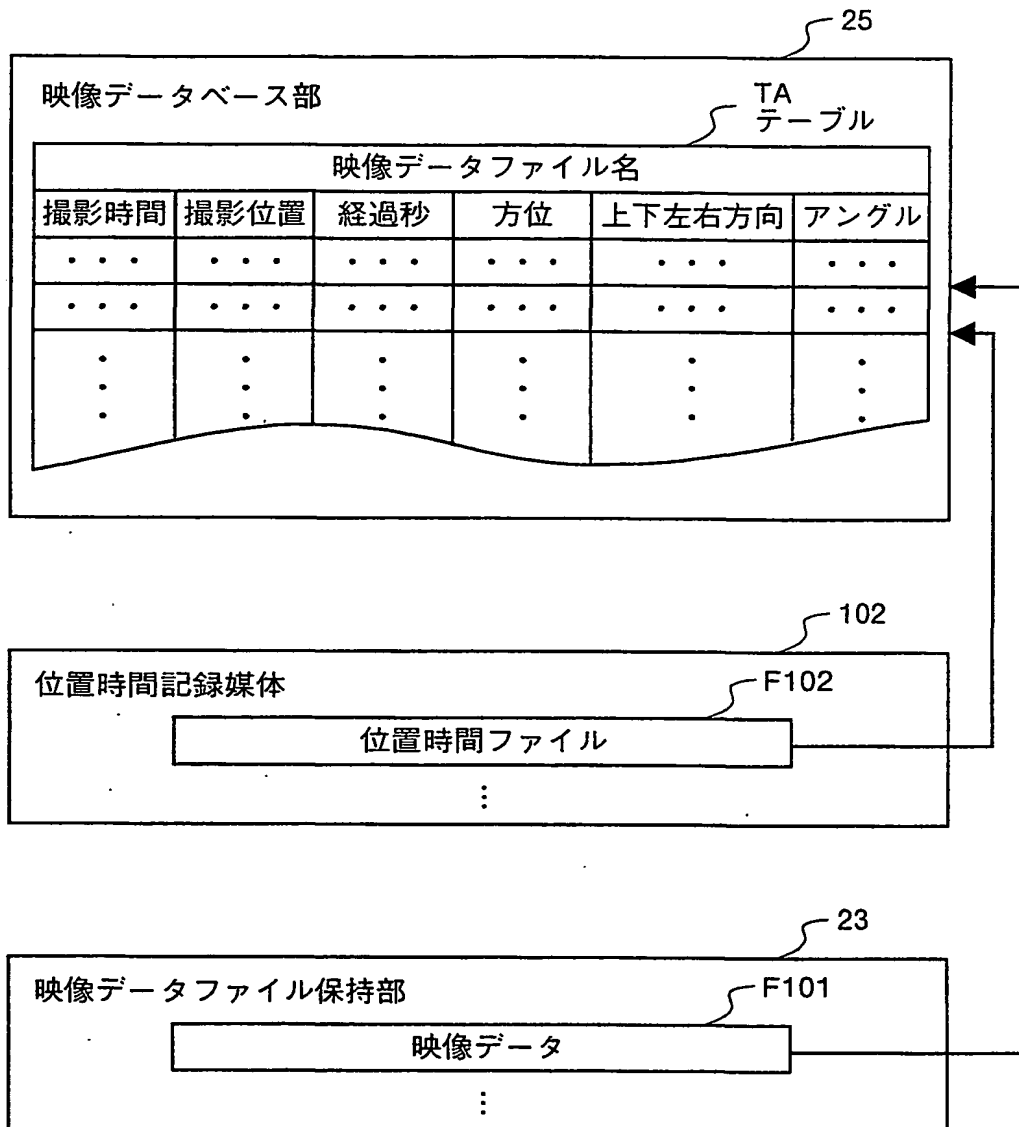 25
映像データベース部
TA
テーブル
映像データファイル名
撮影時間 撮影位置 経過秒 方位 上下左右方向 アングル
・・・ ・・・ ・・・ ・・・ ・・・ ・・・
・・・ ・・・ ・・・ ・・・ ・・・ ・・・
102
位置時間記録媒体
F102
位置時間ファイル
23
映像データファイル保持部
F101
映像データ